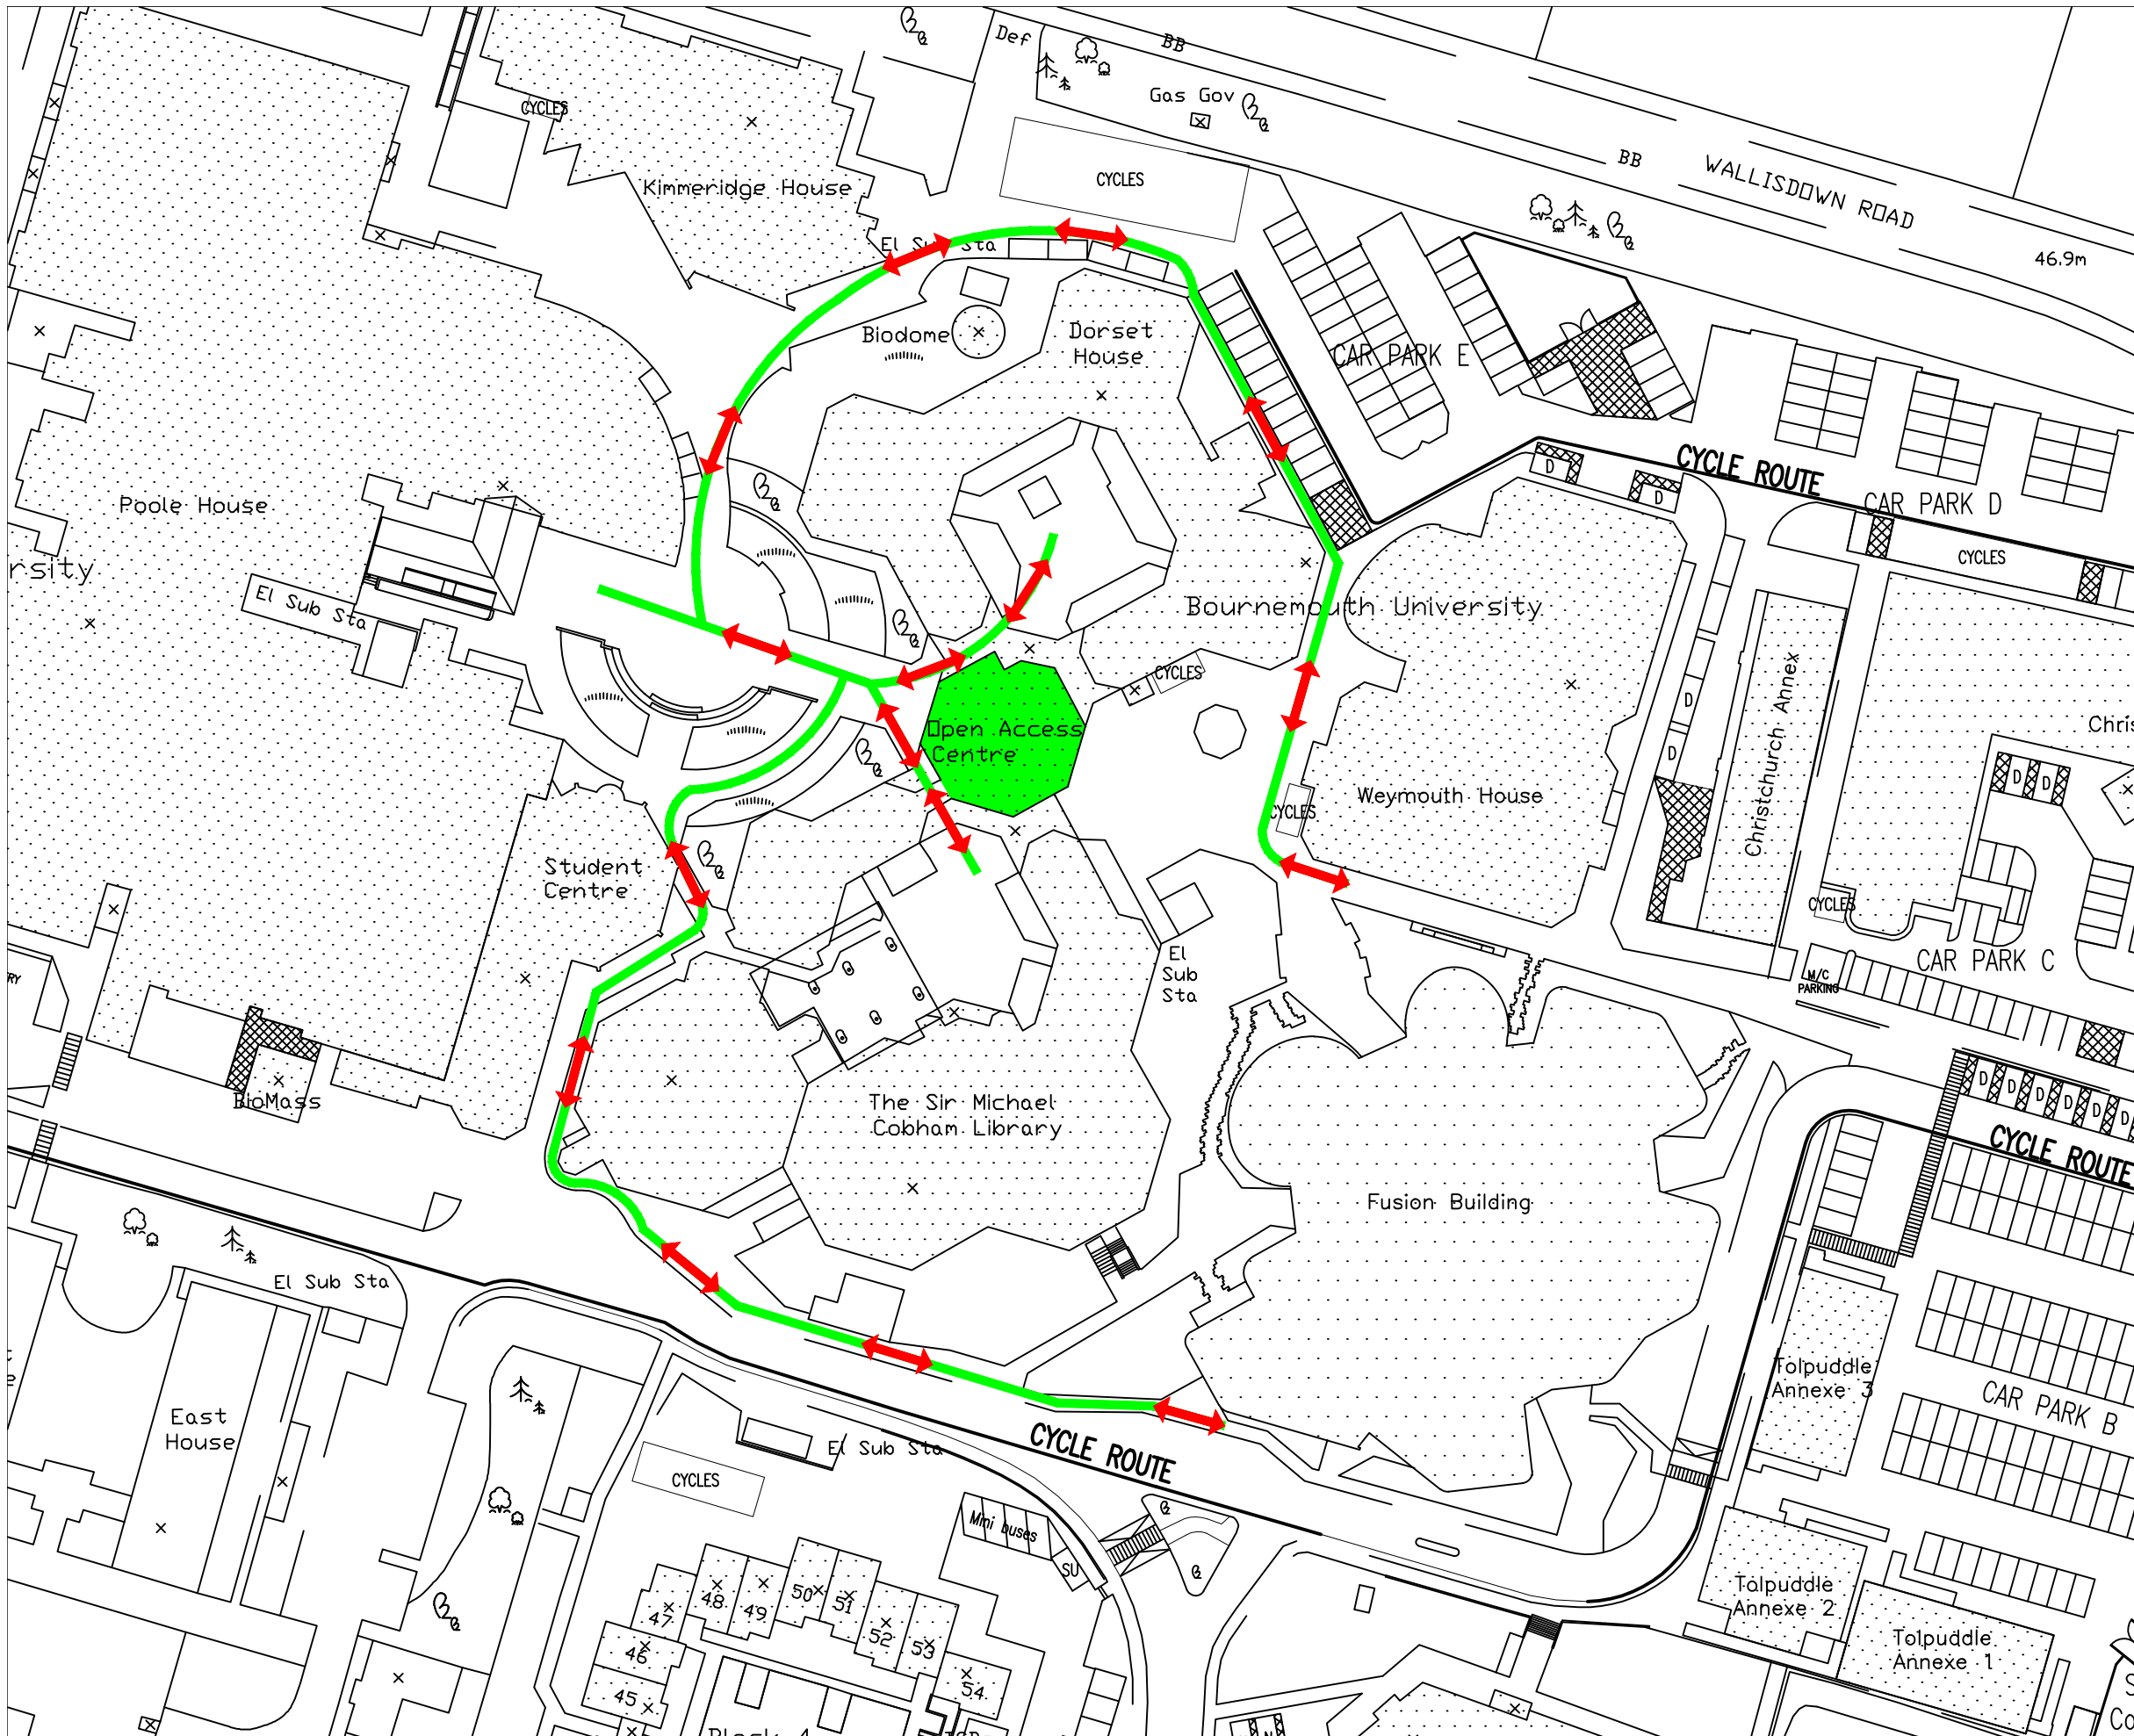 Def
BB
CYCLES
Gas Gov
BB
WALLISDOWN ROAD
CYCLES
Kimmeridge House
El Sub Sta
46.9m
Biodome
Dorset
House
CAR PARK E
CYCLE ROUTE
D
D
CAR PARK D
Poole House
CYCLES
rsity
El Sub Sta
Bournemouth University
CYCLES
Open Access
Centre
D
D
Christchurch Annex
Chris
D
D
Weymouth House
CYCLES
Student
Centre
CYCLES
El
Sub
Sta
CAR PARK C
M/C
PARKING
RY
BioMass
The Sir Michael
Cobham Library
D
D
D
D
D
D
CYCLE ROUTE
Fusion Building
El Sub Sta
Tolpuddle
Annexe 3
CAR PARK B
East
House
El Sub Sta
CYCLE ROUTE
CYCLES
Mini buses
SU
47
48
49
50
51
52
53
46
45
54
Tolpuddle
Annexe 2
Tolpuddle
Annexe 1